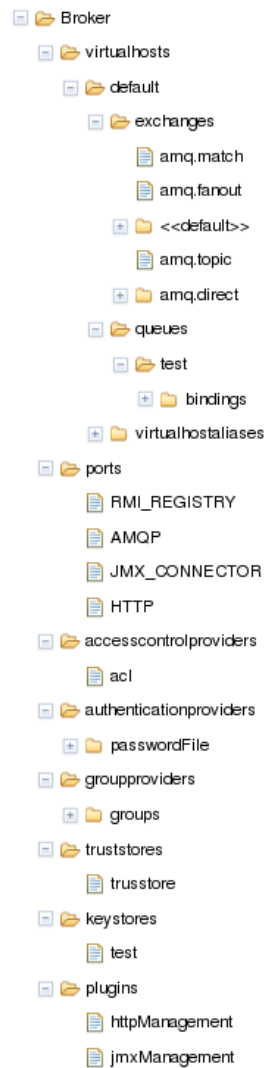 Broker
virtualhosts
default
exchanges
amq.match
amq.fanout
<<default>>
amq.topic
amq.direct
queues
test
bindings
virtualhostaliases
ports
RMI_REGISTRY
AMQP
JMX_CONNECTOR
HTTP
accesscontrolproviders
acl
authenticationproviders
passwordFile
groupproviders
groups
truststores
trusstore
keystores
test
plugins
httpManagement
jmxManagement